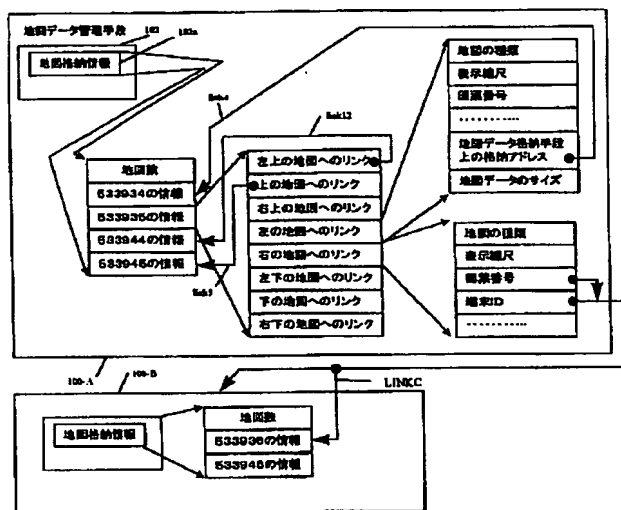 地図データ管理手段
102
102a
地図格納情報
link12
地図数
533934の情報
533935の情報
533944の情報
533945の情報
左上の地図へのリンク
上の地図へのリンク
右上の地図へのリンク
左の地図へのリンク
右の地図へのリンク
左下の地図へのリンク
下の地図へのリンク
右下の地図へのリンク
地図の種類
表示縮尺
図葉番号
地図データ格納手段
上の格納アドレス
地図データのサイズ
地図の種類
表示縮尺
図葉番号
端末ID
100-A
100-B
LINKC
地図格納情報
地図数
533936の情報